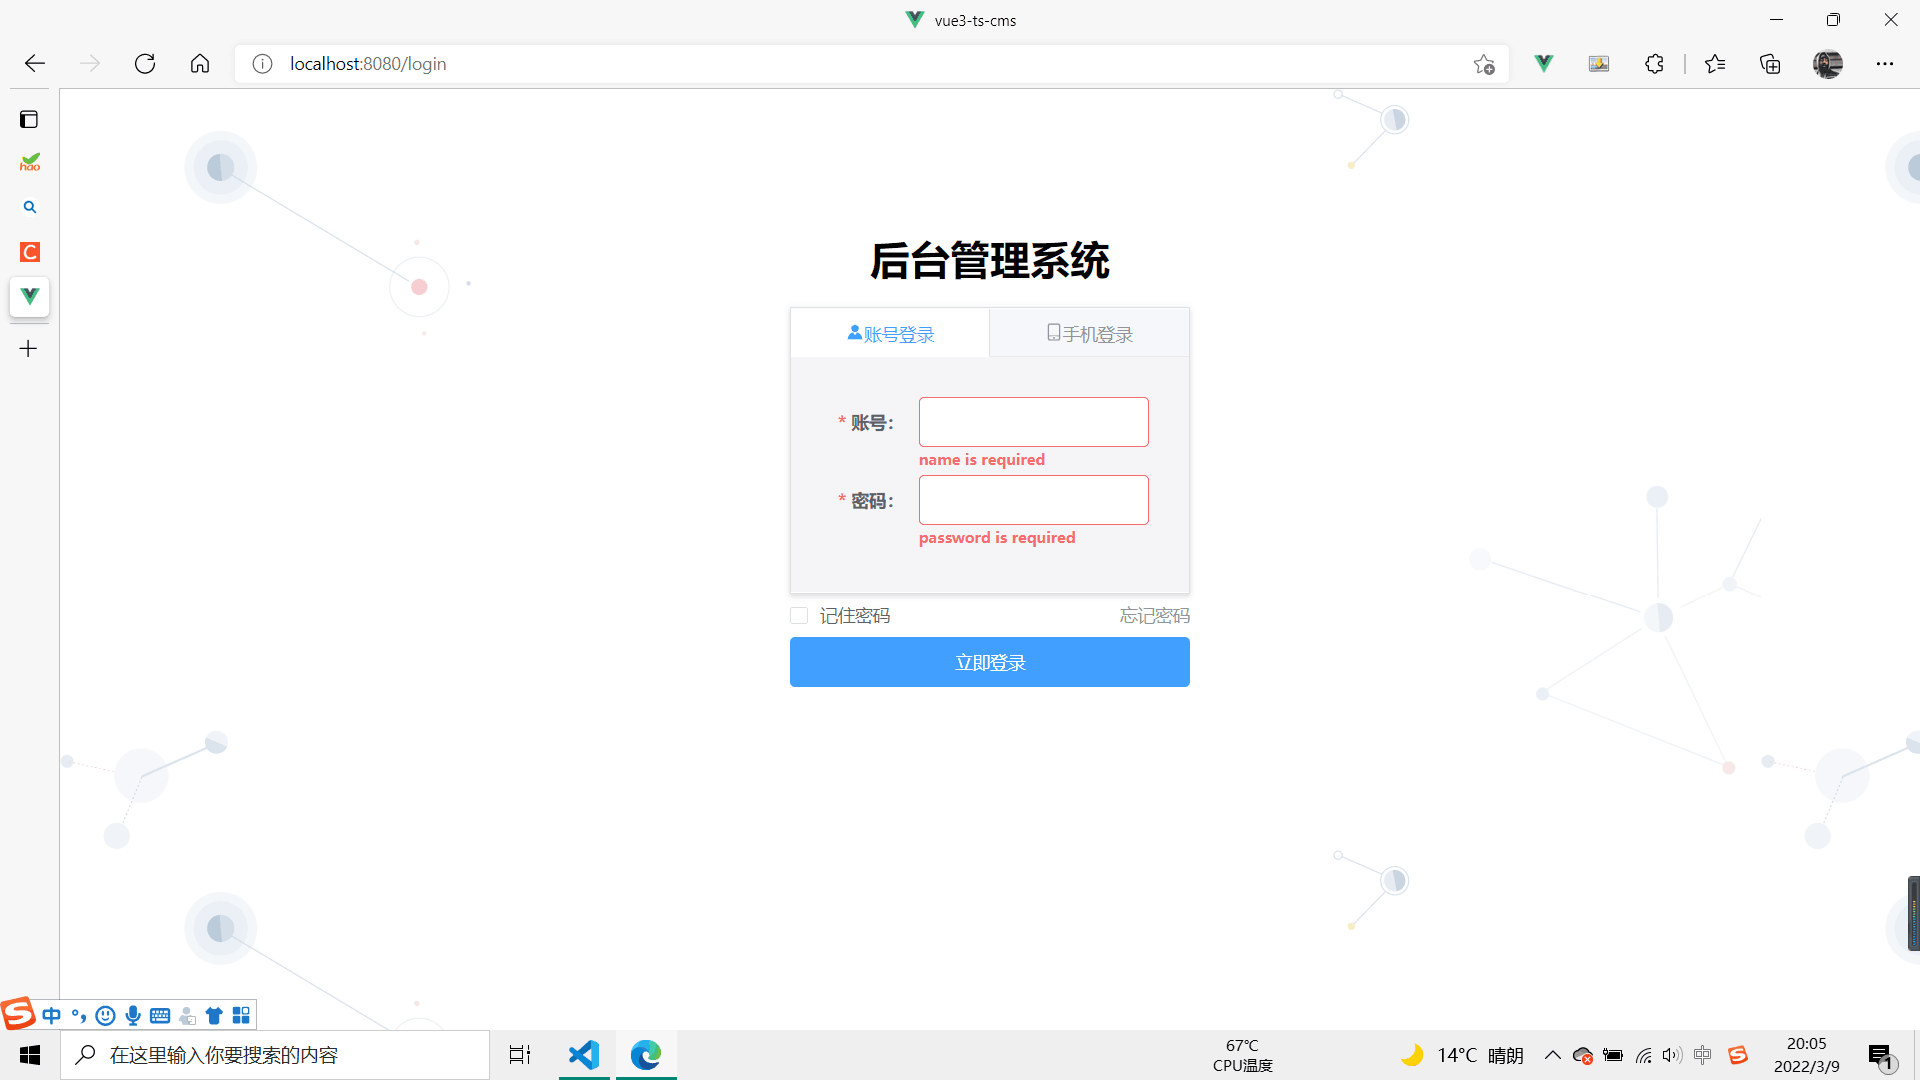 vue3-ts-cms
localhost:8080/login
hao
C
后台管理系统
账号登录
手机登录
* 账号：
name is required
* 密码：
password is required
记住密码
忘记密码
立即登录
S 中
在这里输入你要搜索的内容
67°C
CPU温度
14°C 晴朗
中
S
20:05
2022/3/9
1